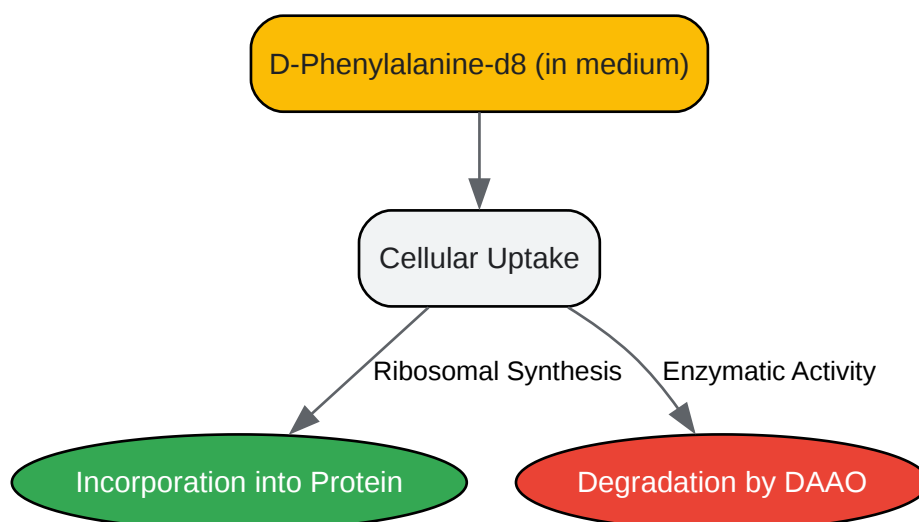 D-Phenylalanine-d8 (in medium)
Cellular Uptake
Ribosomal Synthesis
Enzymatic Activity
Incorporation into Protein
Degradation by DAAO